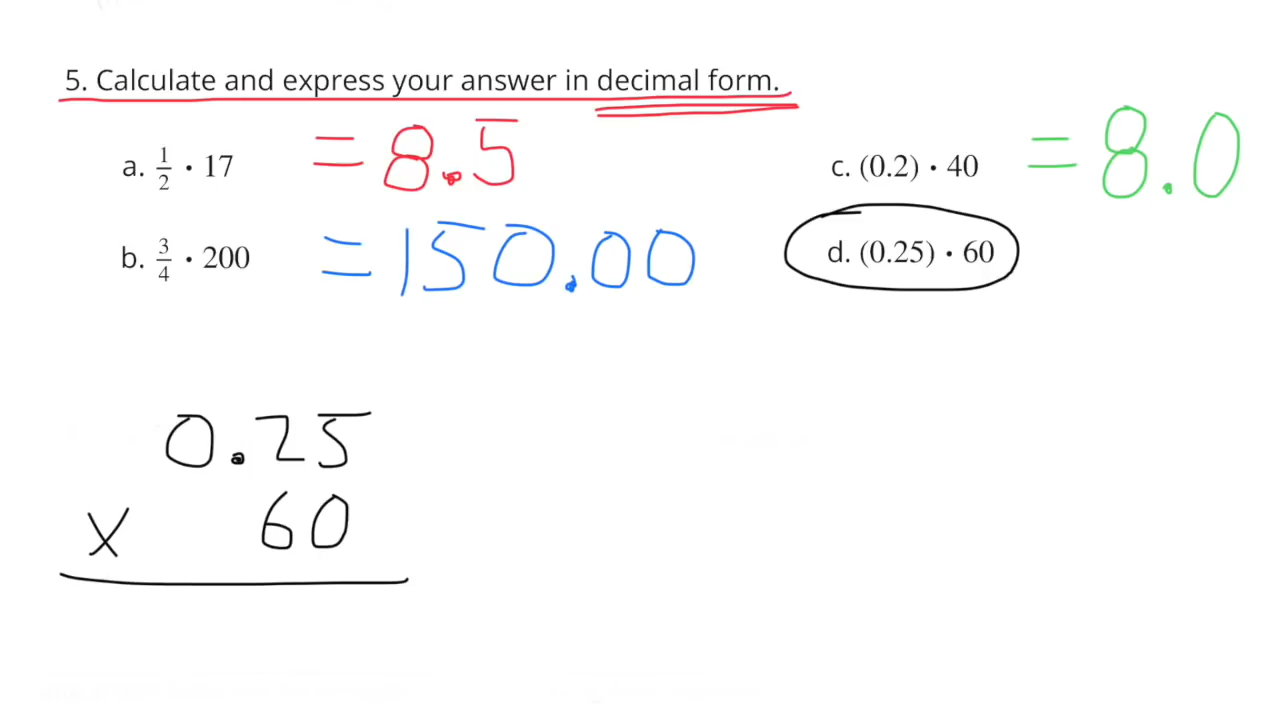 5. Calculate and express your answer in decimal form.
a. 1/2 • 17 = 8.5
c. (0.2) • 40 = 8.0
b. 3/4 • 200 = 150.00
d. (0.25) • 60
0.25
x 60